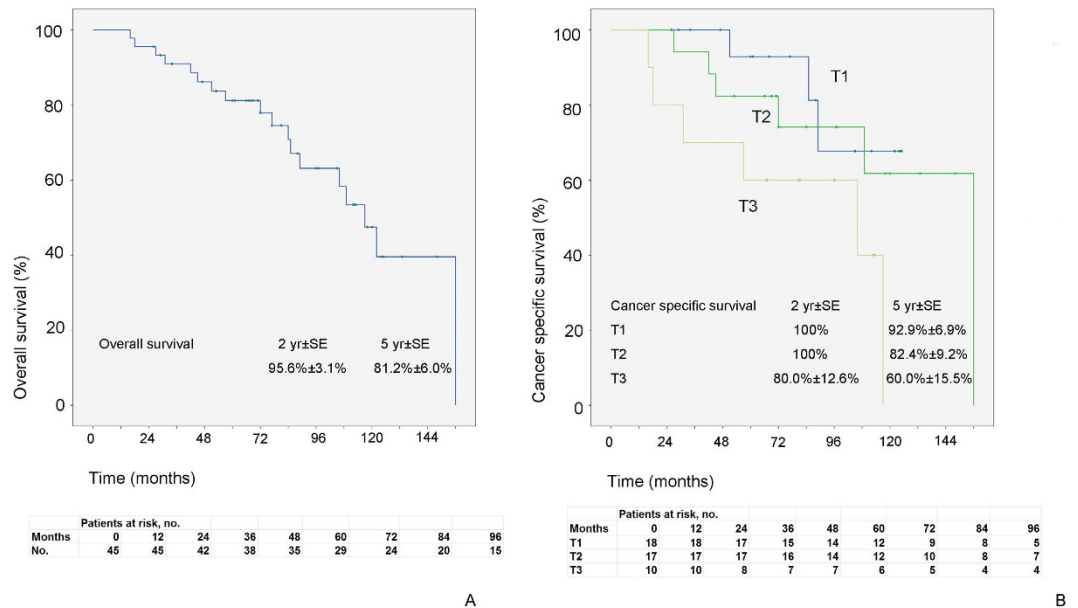 100
80
60
40
20
0
Overall survival (%)
Overall survival 2 yr±SE 5 yr±SE
95.6%±3.1% 81.2%±6.0%
0 24 48 72 96 120 144
Time (months)
Patients at risk, no.
Months 0 12 24 36 48 60 72 84 96
No. 45 45 42 38 35 29 24 20 15
A
100
80
60
40
20
0
Cancer specific survival (%)
T1
T2
T3
Cancer specific survival 2 yr±SE 5 yr±SE
T1 100% 92.9%±6.9%
T2 100% 82.4%±9.2%
T3 80.0%±12.6% 60.0%±15.5%
0 24 48 72 96 120 144
Time (months)
Patients at risk, no.
Months 0 12 24 36 48 60 72 84 96
T1 18 18 17 15 14 12 9 8 5
T2 17 17 17 16 14 12 10 8 7
T3 10 10 8 7 7 6 5 4 4
B